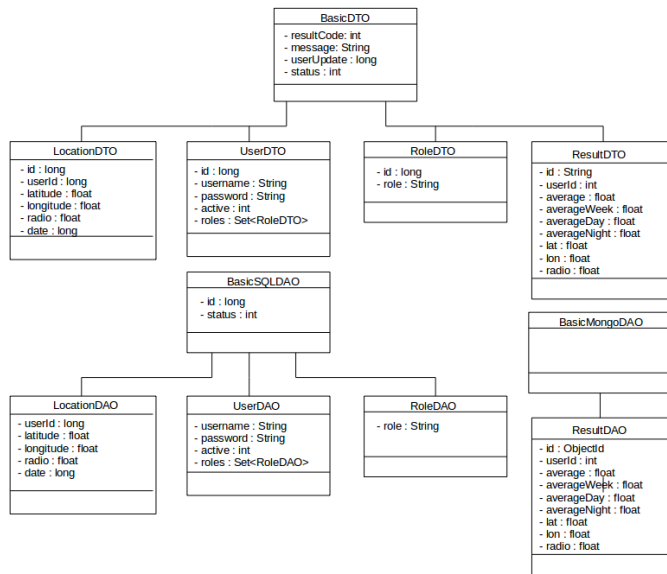 BasicDTO
- resultCode: int
- message: String
- userUpdate : long
- status : int
LocationDTO
- id : long
- userId : long
- latitude : float
- longitude : float
- radio : float
- date : long
UserDTO
- id : long
- username : String
- password : String
- active : int
- roles : Set<RoleDTO>
RoleDTO
- id : long
- role : String
ResultDTO
- id : String
- userId : int
- average : float
- averageWeek : float
- averageDay : float
- averageNight : float
- lat : float
- lon : float
- radio : float
BasicSQLDAO
- id : long
- status : int
BasicMongoDAO
LocationDAO
- userId : long
- latitude : float
- longitude : float
- radio : float
- date : long
UserDAO
- username : String
- password : String
- active : int
- roles : Set<RoleDAO>
RoleDAO
- role : String
ResultDAO
- id : ObjectId
- userId : int
- average : float
- averageWeek : float
- averageDay : float
- averageNight : float
- lat : float
- lon : float
- radio : float